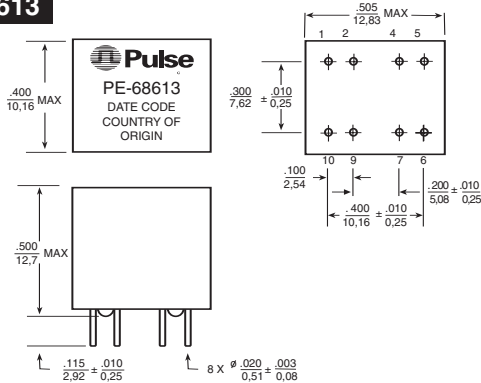 613
Pulse
PE-68613
DATE CODE
COUNTRY OF
ORIGIN
.400
10,16 MAX
.505
12,83 MAX
1 2 4 5
.300
7,62 ± .010
0,25
10 9 7 6
.100
2,54
.200
5,08 ± .010
0,25
.400
10,16 ± .010
0,25
.500
12,7 MAX
.115
2,92 ± .010
0,25
8 X ø .020
0,51 ± .003
0,08